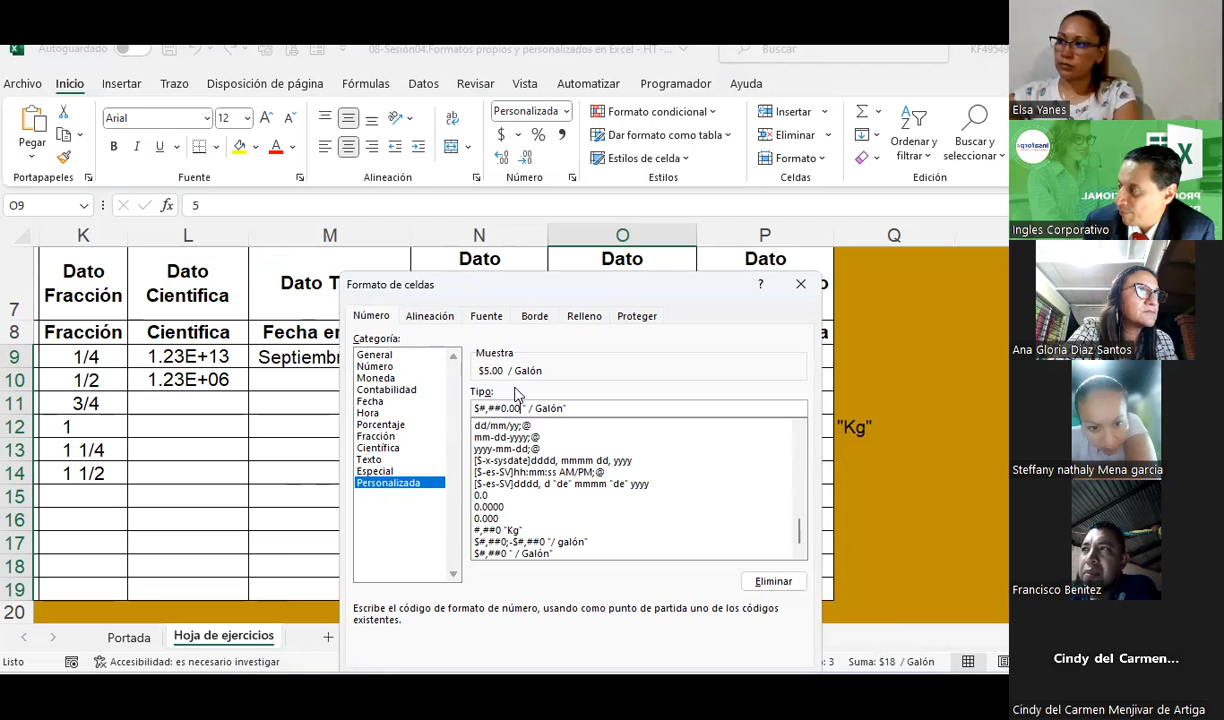 Autoguardado
08-Sesión04.Formatos propios y personalizados en Excel - HT -
Buscar
KF49549
Archivo Inicio Insertar Trazo Disposición de página Fórmulas Datos Revisar Vista Automatizar Programador Ayuda
Pegar
Arial 12
N K S
Personalizada
$ % ,
Formato condicional
Dar formato como tabla
Estilos de celda
Insertar
Eliminar
Formato
Ordenar y filtrar
Buscar y seleccionar
Portapapeles Fuente Alineación Número Estilos Celdas Edición
O9 fx 5
K L M N O P Q
7 Dato Fracción Dato Cientifica Dato T Dato Dato Dato
8 Fracción Cientifica Fecha en
9 1/4 1.23E+13 Septiembr
10 1/2 1.23E+06
11 3/4
12 1 "Kg"
13 1 1/4
14 1 1/2
15
16
17
18
19
20
Formato de celdas ?
Número Alineación Fuente Borde Relleno Proteger
Categoría:
General
Número
Moneda
Contabilidad
Fecha
Hora
Porcentaje
Fracción
Científica
Texto
Especial
Personalizada
Muestra
$5.00 / Galón
Tipo:
$#,##0.00" / Galón"
dd/mm/yy;@
mm-dd-yyyy;@
yyyy-mm-dd;@
[$-x-sysdate]dddd, mmmm dd, yyyy
[$-es-SV]hh:mm:ss AM/PM;@
[$-es-SV]dddd, d "de" mmmm "de" yyyy
0.0
0.0000
0.000
#,##0 "Kg"
$#,##0;-$#,##0 "/ galón"
$#,##0 " / Galón"
Eliminar
Escribe el código de formato de número, usando como punto de partida uno de los códigos
existentes.
Portada Hoja de ejercicios +
Listo Accesibilidad: es necesario investigar : 3 Suma: $18 / Galón
Elsa Yanes
Ingles Corporativo
Ana Gloria Diaz Santos
Steffany nathaly Mena garcia
Francisco Benitez
Cindy del Carmen...
Cindy del Carmen Menjivar de Artiga